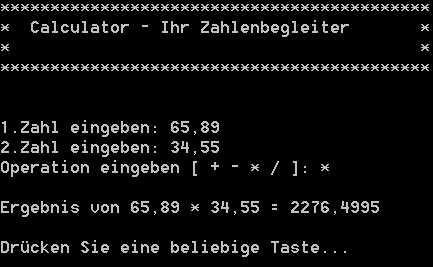 *******************************************
*  Calculator - Ihr Zahlenbegleiter       *
*                                         *
*******************************************
1.Zahl eingeben: 65,89
2.Zahl eingeben: 34,55
Operation eingeben [ + - * / ]: *
Ergebnis von 65,89 * 34,55 = 2276,4995
Drücken Sie eine beliebige Taste...